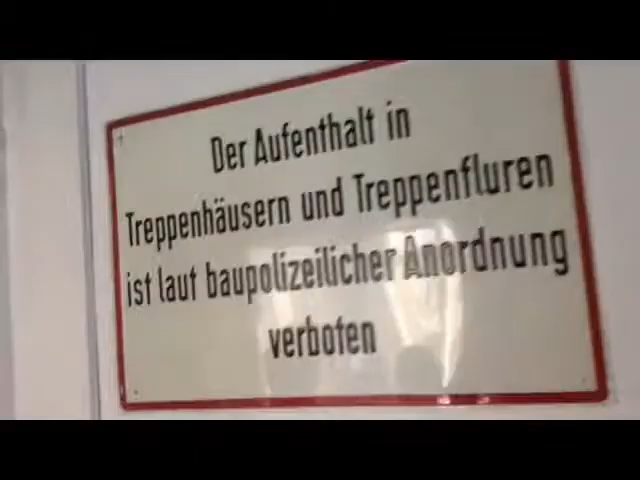 Der Aufenthalt in
Treppenhäusern und Treppenfluren
ist laut baupolizeilicher Anordnung
verboten